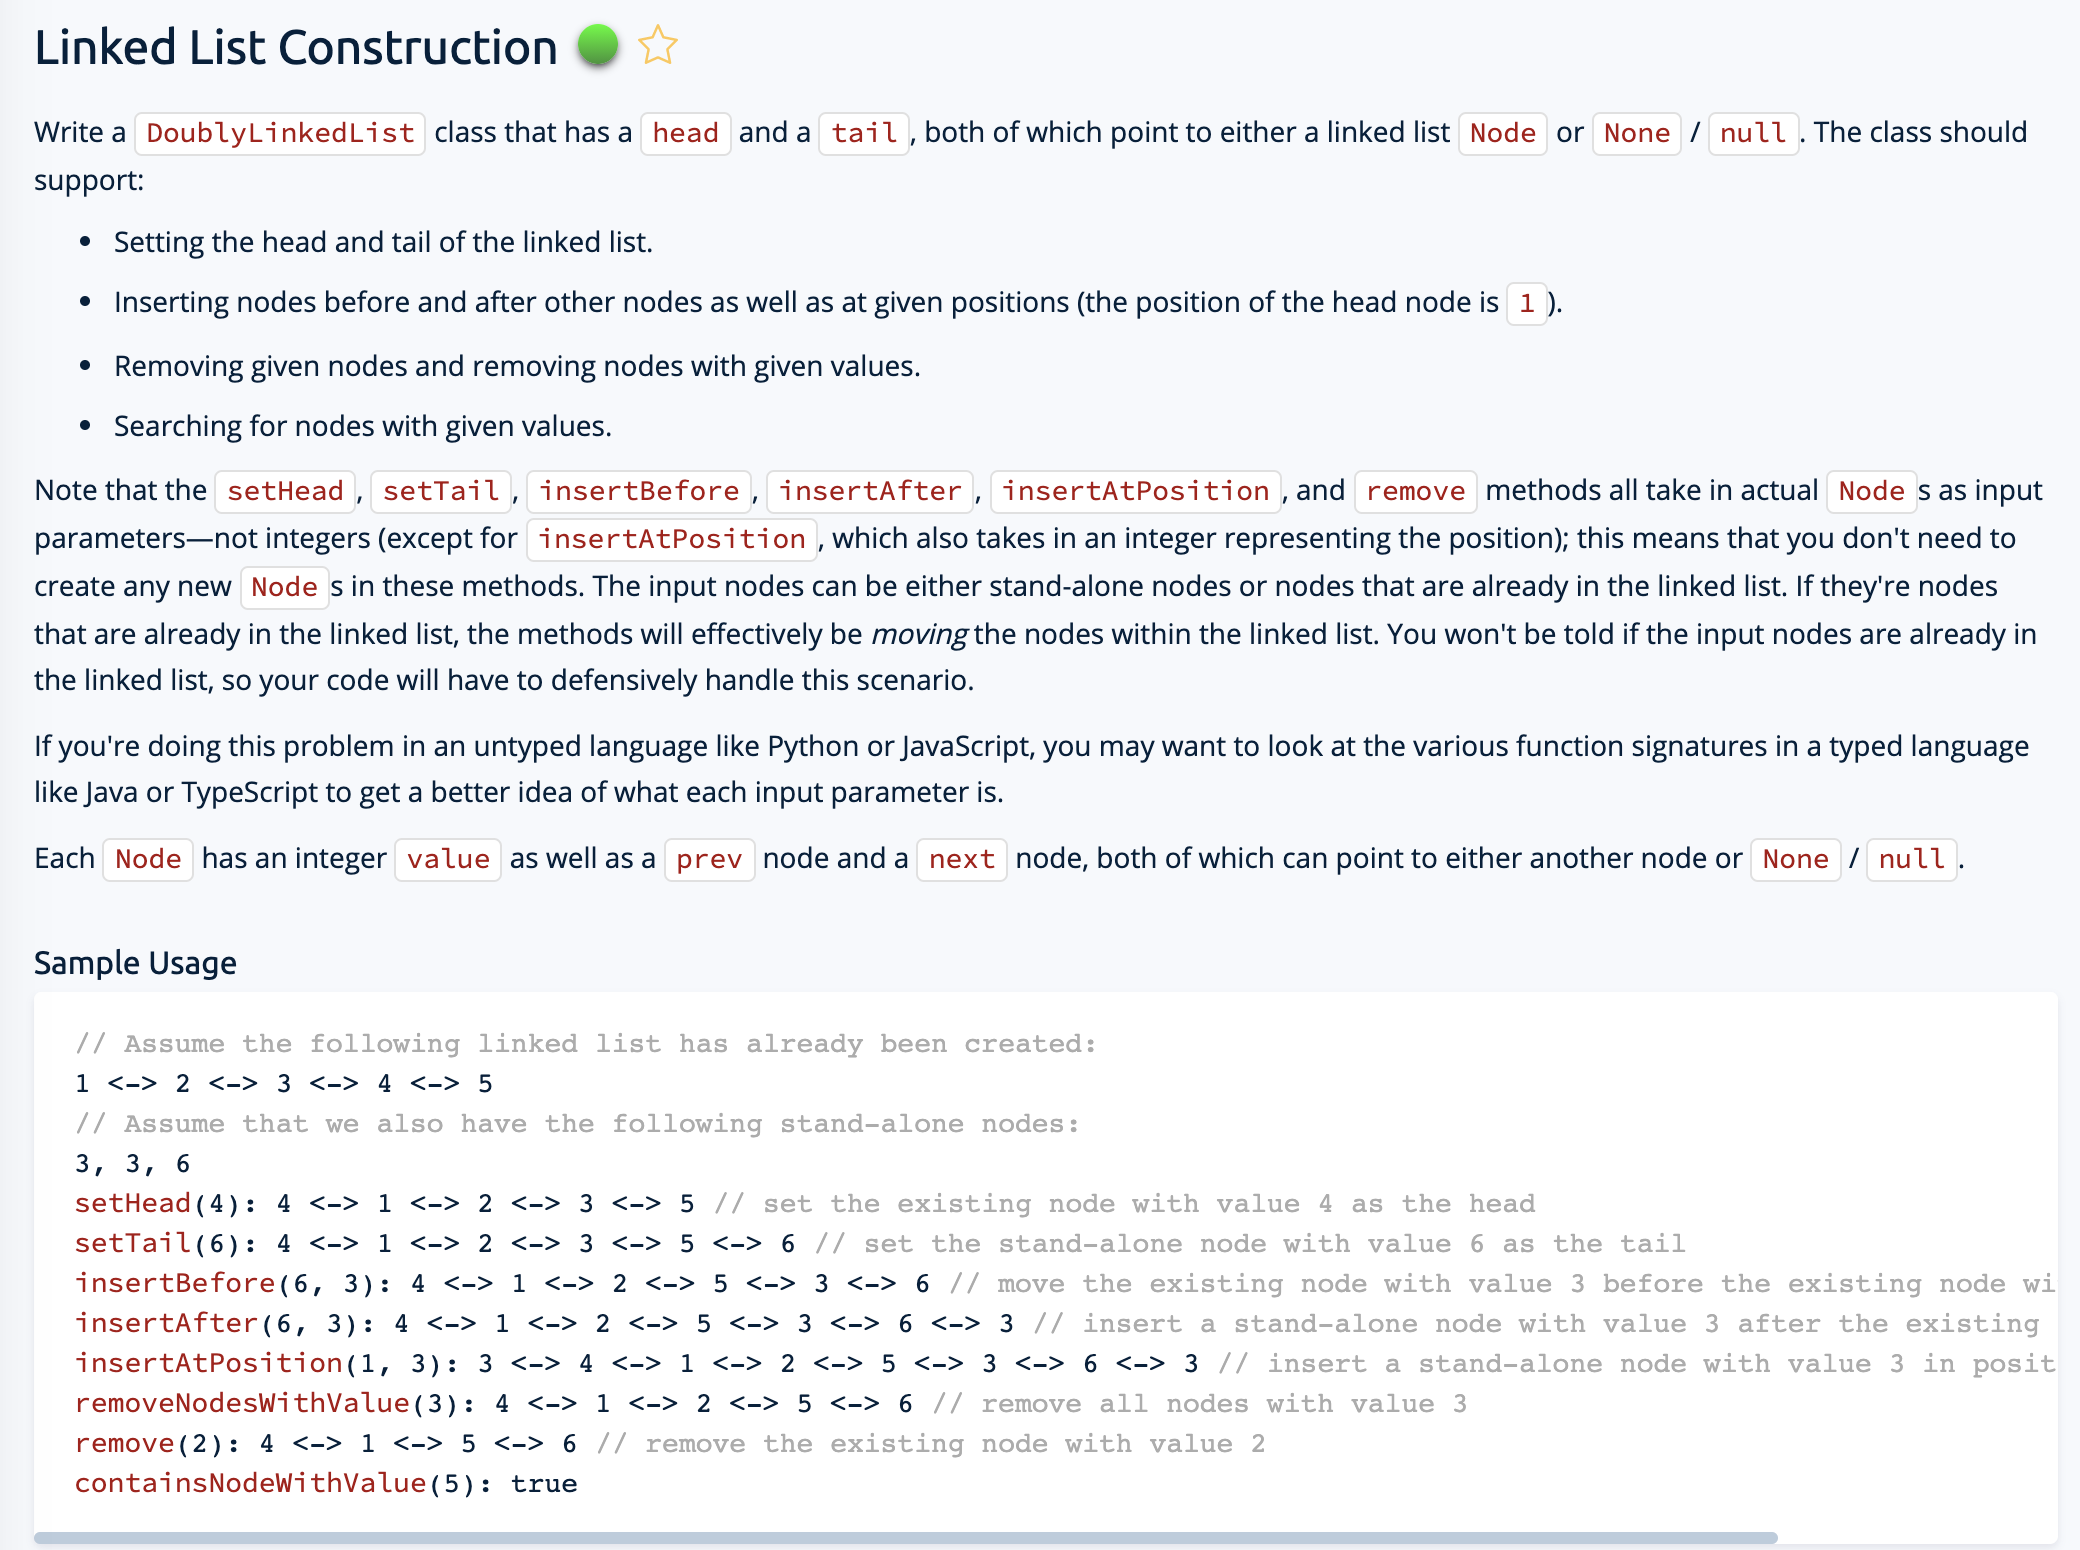 Linked List Construction
Write a DoublyLinkedList class that has a head and a tail, both of which point to either a linked list Node or None / null. The class should
support:
• Setting the head and tail of the linked list.
• Inserting nodes before and after other nodes as well as at given positions (the position of the head node is 1).
• Removing given nodes and removing nodes with given values.
• Searching for nodes with given values.
Note that the setHead, setTail, insertBefore, insertAfter, insertAtPosition, and remove methods all take in actual Nodes as input
parameters—not integers (except for insertAtPosition, which also takes in an integer representing the position); this means that you don't need to
create any new Nodes in these methods. The input nodes can be either stand-alone nodes or nodes that are already in the linked list. If they're nodes
that are already in the linked list, the methods will effectively be moving the nodes within the linked list. You won't be told if the input nodes are already in
the linked list, so your code will have to defensively handle this scenario.
If you're doing this problem in an untyped language like Python or JavaScript, you may want to look at the various function signatures in a typed language
like Java or TypeScript to get a better idea of what each input parameter is.
Each Node has an integer value as well as a prev node and a next node, both of which can point to either another node or None / null.
Sample Usage
// Assume the following linked list has already been created:
1 <-> 2 <-> 3 <-> 4 <-> 5
// Assume that we also have the following stand-alone nodes:
3, 3, 6
setHead(4): 4 <-> 1 <-> 2 <-> 3 <-> 5 // set the existing node with value 4 as the head
setTail(6): 4 <-> 1 <-> 2 <-> 3 <-> 5 <-> 6 // set the stand-alone node with value 6 as the tail
insertBefore(6, 3): 4 <-> 1 <-> 2 <-> 5 <-> 3 <-> 6 // move the existing node with value 3 before the existing node wi
insertAfter(6, 3): 4 <-> 1 <-> 2 <-> 5 <-> 3 <-> 6 <-> 3 // insert a stand-alone node with value 3 after the existing
insertAtPosition(1, 3): 3 <-> 4 <-> 1 <-> 2 <-> 5 <-> 3 <-> 6 <-> 3 // insert a stand-alone node with value 3 in posit
removeNodesWithValue(3): 4 <-> 1 <-> 2 <-> 5 <-> 6 // remove all nodes with value 3
remove(2): 4 <-> 1 <-> 5 <-> 6 // remove the existing node with value 2
containsNodeWithValue(5): true